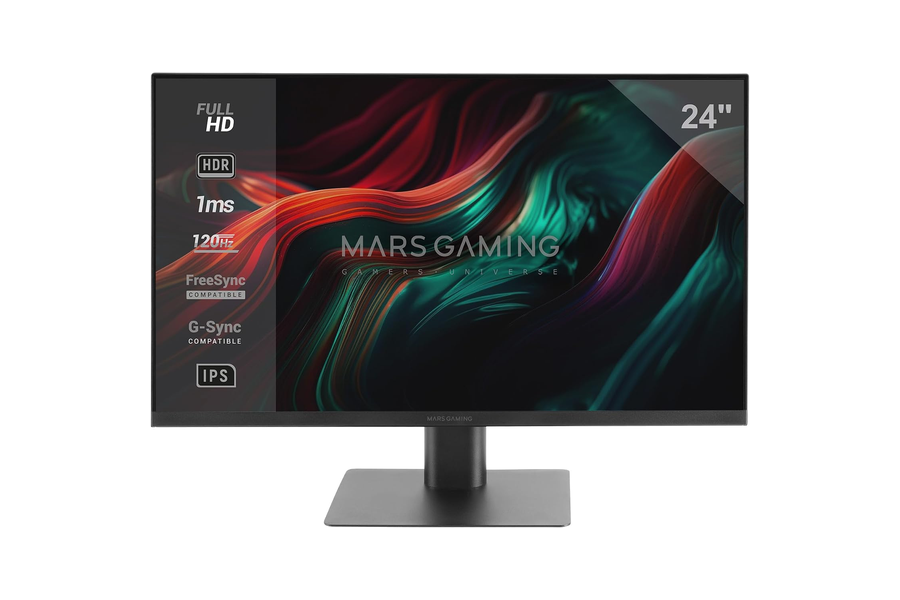 FULL
HD
HDR
1ms
120Hz
FreeSync
COMPATIBLE
G-Sync
COMPATIBLE
IPS
24"
MARS GAMING
GAMERS UNIVERSE
MARS GAMING